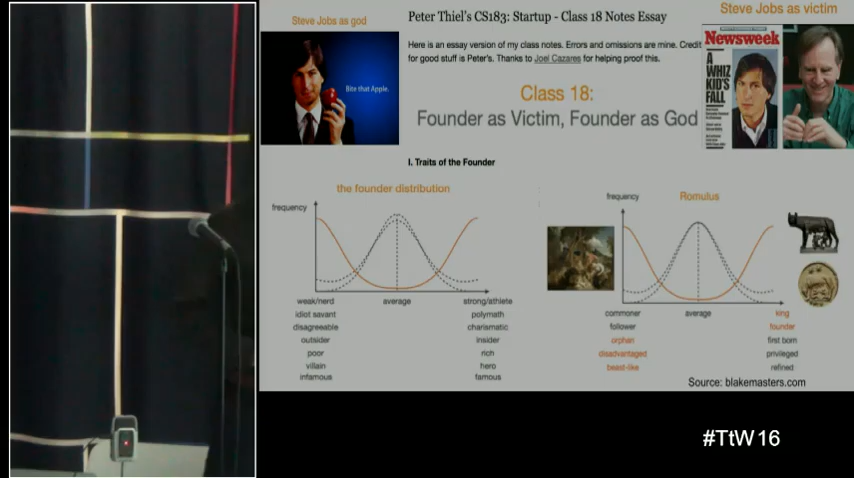 Steve Jobs as god
Bite that Apple.
Peter Thiel's CS183: Startup - Class 18 Notes Essay
Here is an essay version of my class notes. Errors and omissions are mine. Credit
for good stuff is Peter's. Thanks to Joel Cazares for helping proof this.
Class 18:
Founder as Victim, Founder as God
Steve Jobs as victim
Newsweek
A
WHIZ
KID'S
FALL
I. Traits of the Founder
the founder distribution
frequency
weak/nerd average strong/athlete
idiot savant polymath
disagreeable charismatic
outsider insider
poor rich
villain hero
infamous famous
Romulus
frequency
commoner average king
follower founder
orphan first born
disadvantaged privileged
beast-like refined
Source: blakemasters.com
#TtW16